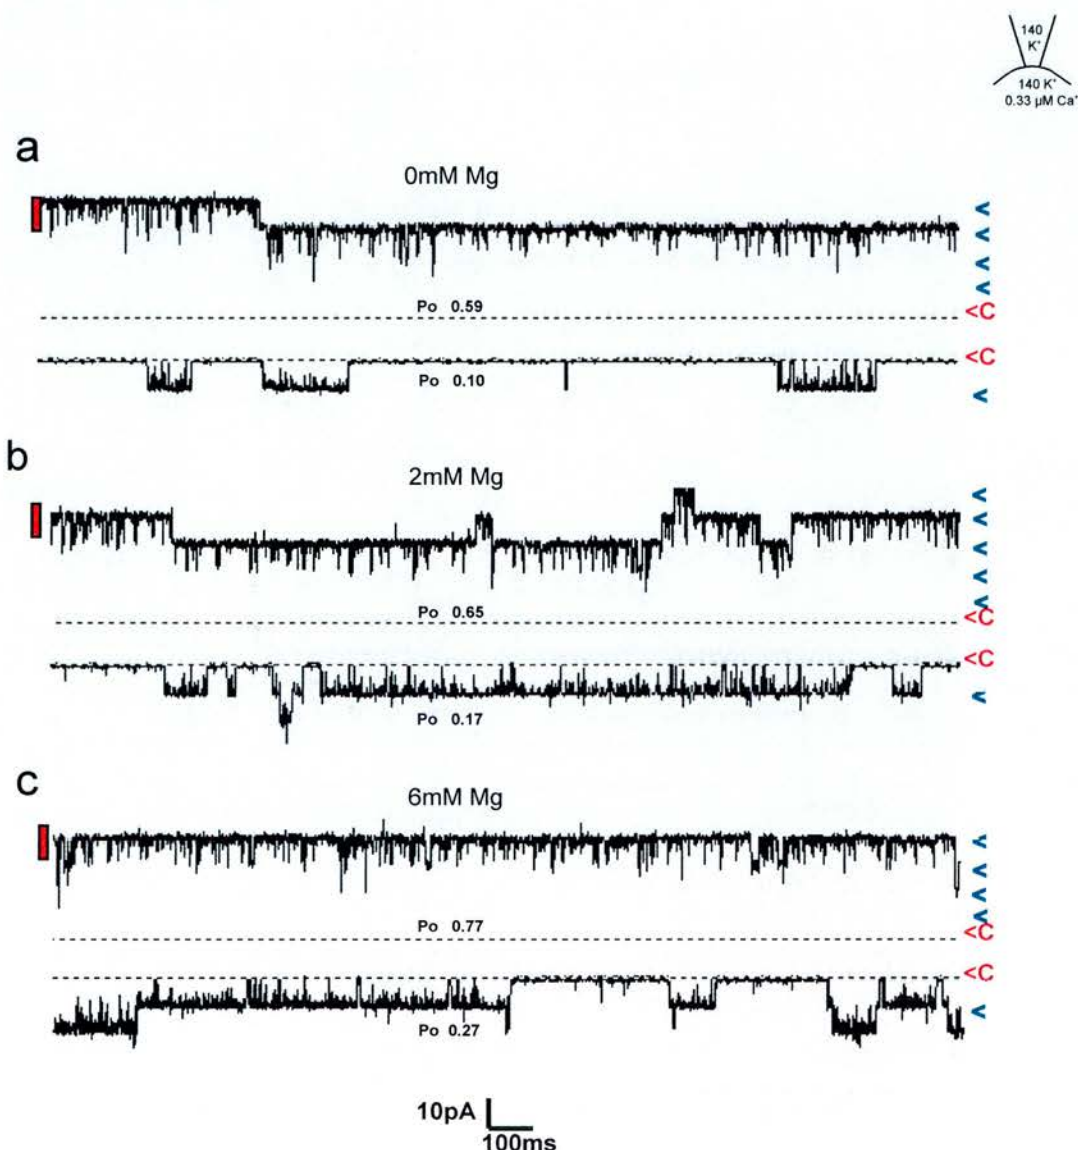 140
K⁺
140 K⁺
0.33 µM Ca⁺
a
0mM Mg
<
<
<
<
Po 0.59
<C
<C
Po 0.10
<
b
2mM Mg
<
<
<
<
<
Po 0.65
<C
<C
<
Po 0.17
c
6mM Mg
<
<
<
<
Po 0.77
<C
<C
<
Po 0.27
10pA
100ms